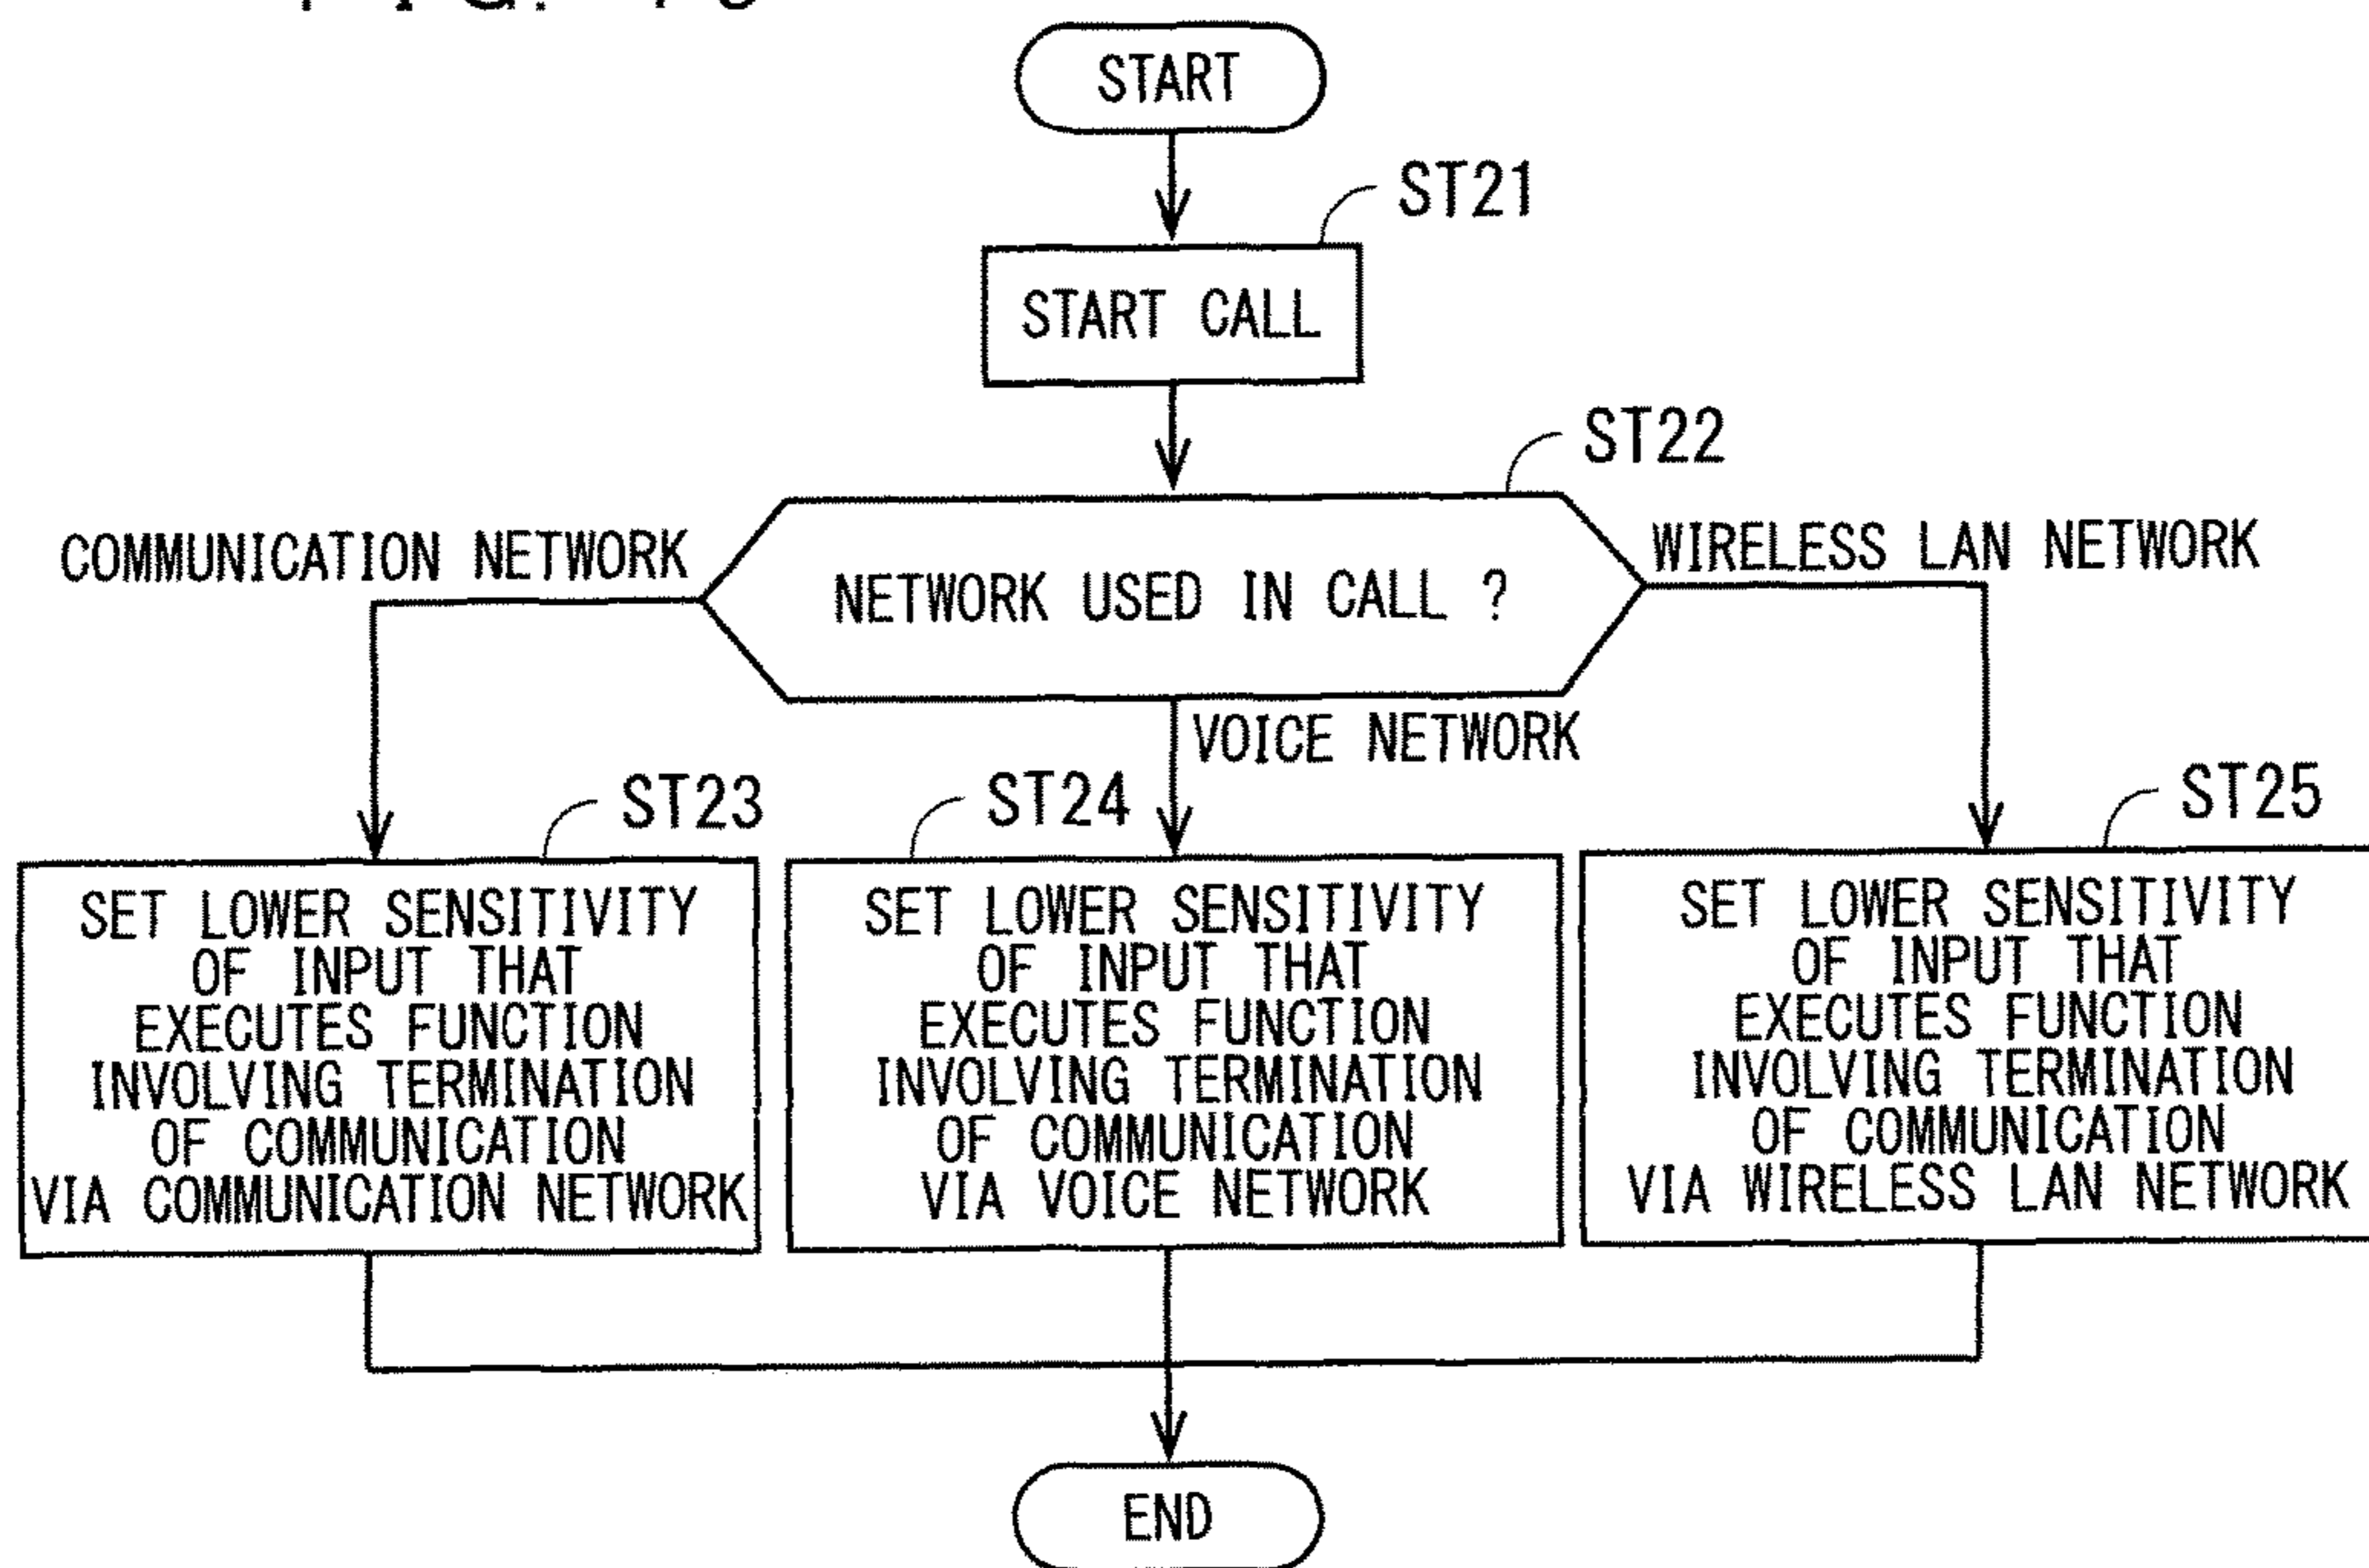 START
ST21
START CALL
ST22
COMMUNICATION NETWORK
NETWORK USED IN CALL ?
WIRELESS LAN NETWORK
VOICE NETWORK
ST23
SET LOWER SENSITIVITY
OF INPUT THAT
EXECUTES FUNCTION
INVOLVING TERMINATION
OF COMMUNICATION
VIA COMMUNICATION NETWORK
ST24
SET LOWER SENSITIVITY
OF INPUT THAT
EXECUTES FUNCTION
INVOLVING TERMINATION
OF COMMUNICATION
VIA VOICE NETWORK
ST25
SET LOWER SENSITIVITY
OF INPUT THAT
EXECUTES FUNCTION
INVOLVING TERMINATION
OF COMMUNICATION
VIA WIRELESS LAN NETWORK
END